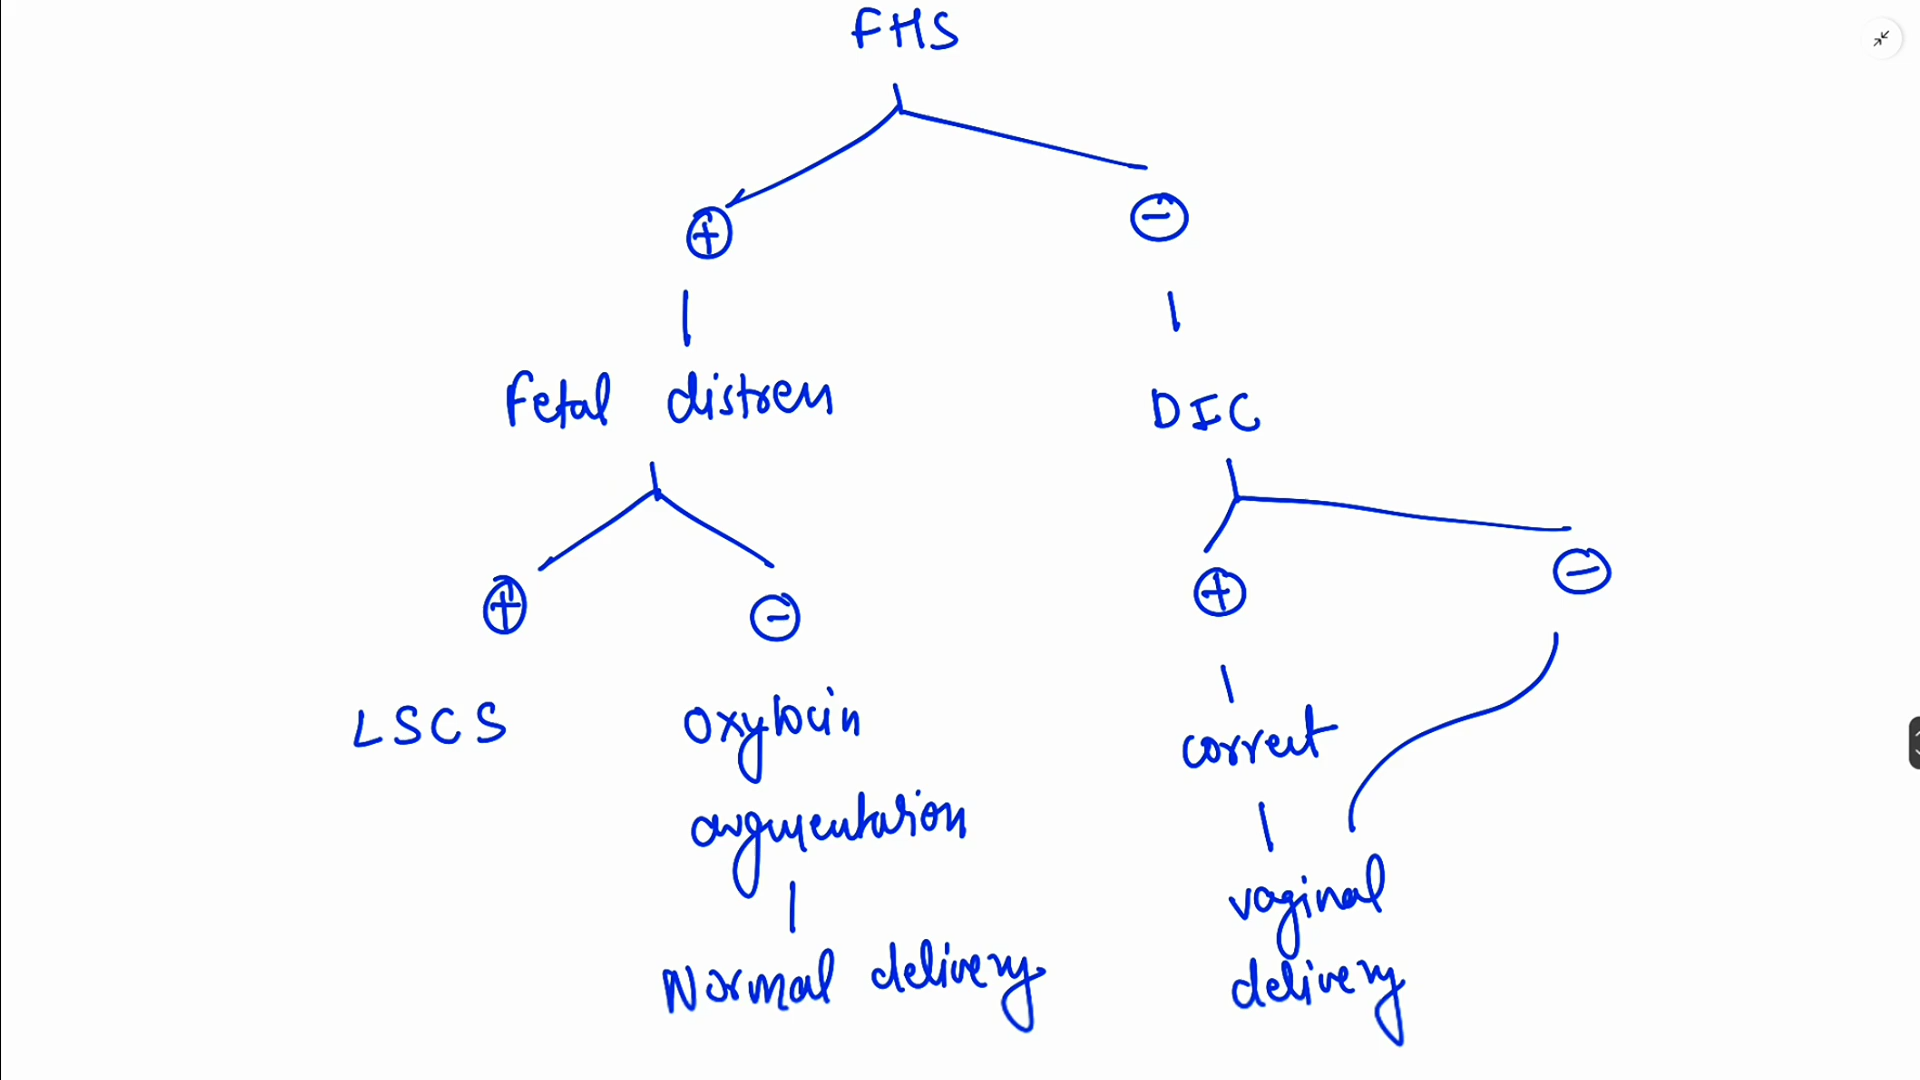 FHS
+ −
Fetal distress DIC
+ − + −
LSCS Oxytocin correct
augmentation vaginal
Normal delivery delivery